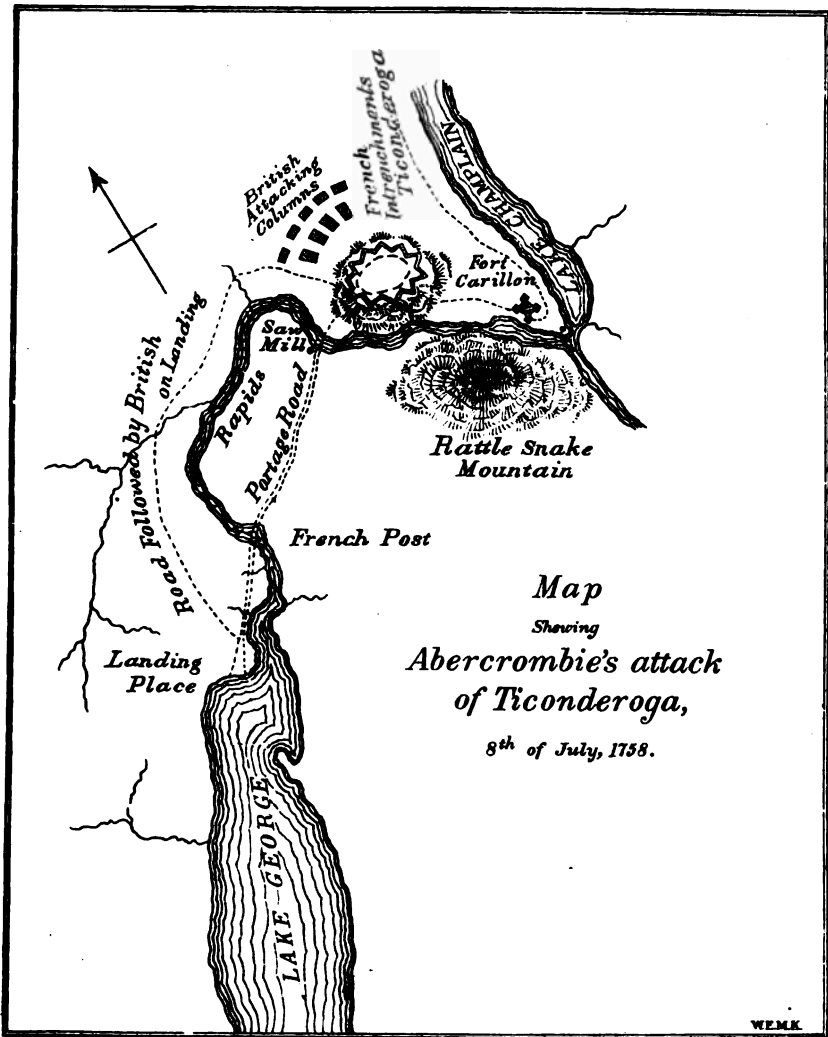 French
Intrenchments
Ticonderoga
British
Attacking
Columns
LAKE CHAMPLAIN
Fort
Carillon
Saw
Mill
Rapids
Portage Road
Road Followed by British
on Landing
Rattle Snake
Mountain
French Post
Landing
Place
Map
Shewing
Abercrombie's attack
of Ticonderoga,
8th of July, 1758.
LAKE GEORGE
W.E.M.K.